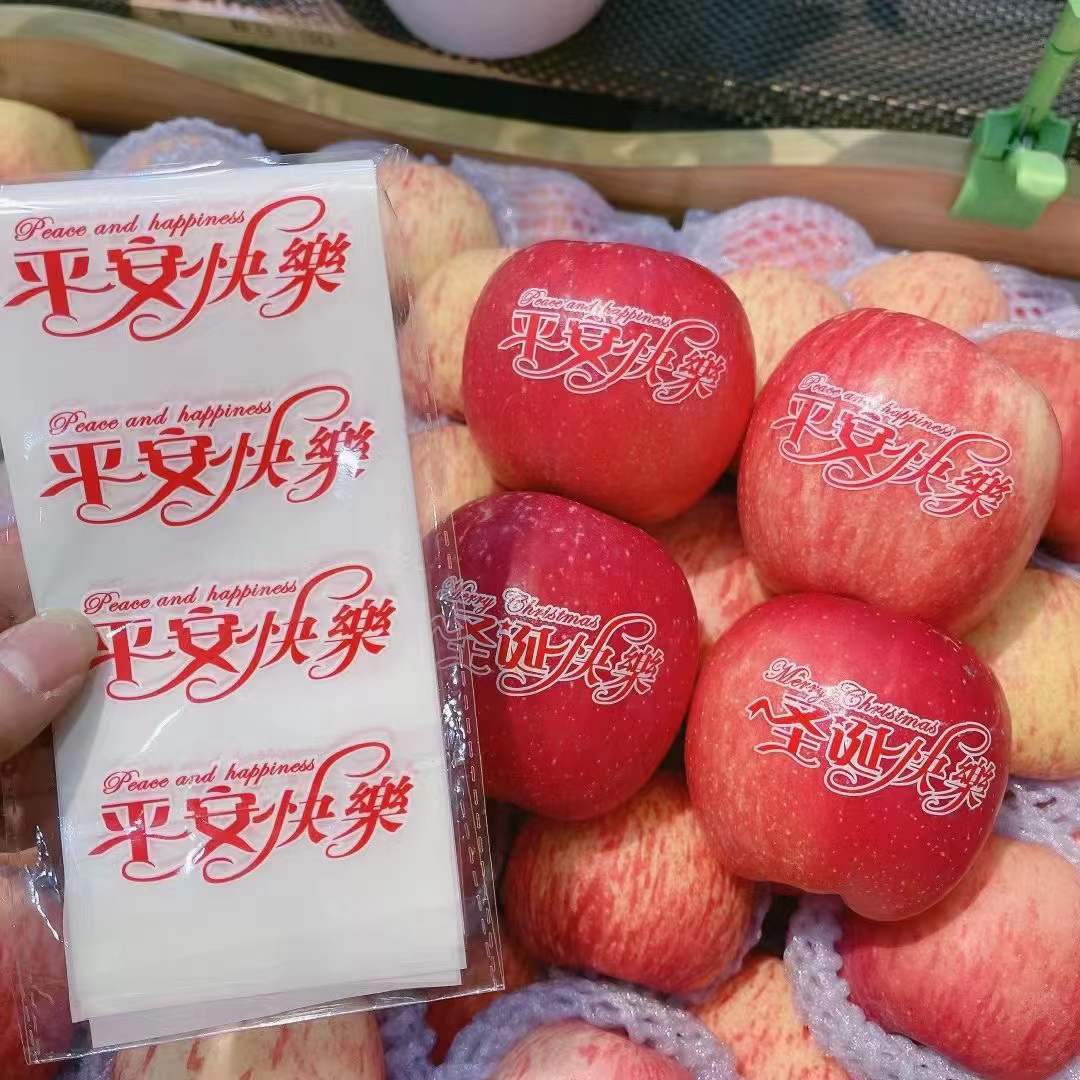 Peace and happiness
平安快樂
Peace and happiness
平安快樂
Peace and happiness
平安快樂
Peace and happiness
平安快樂
Peace and happiness
平安快樂
Peace and happiness
平安快樂
Merry Christmas
圣诞快樂
Merry Christmas
圣诞快樂